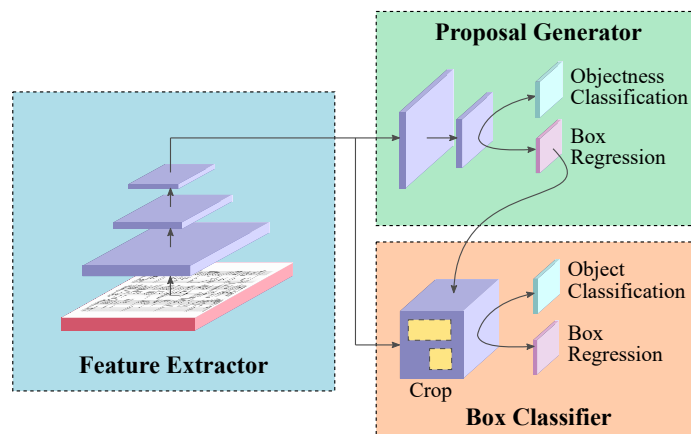 Proposal Generator
Objectness
Classification
Box
Regression
Feature Extractor
Object
Classification
Box
Regression
Crop
Box Classifier